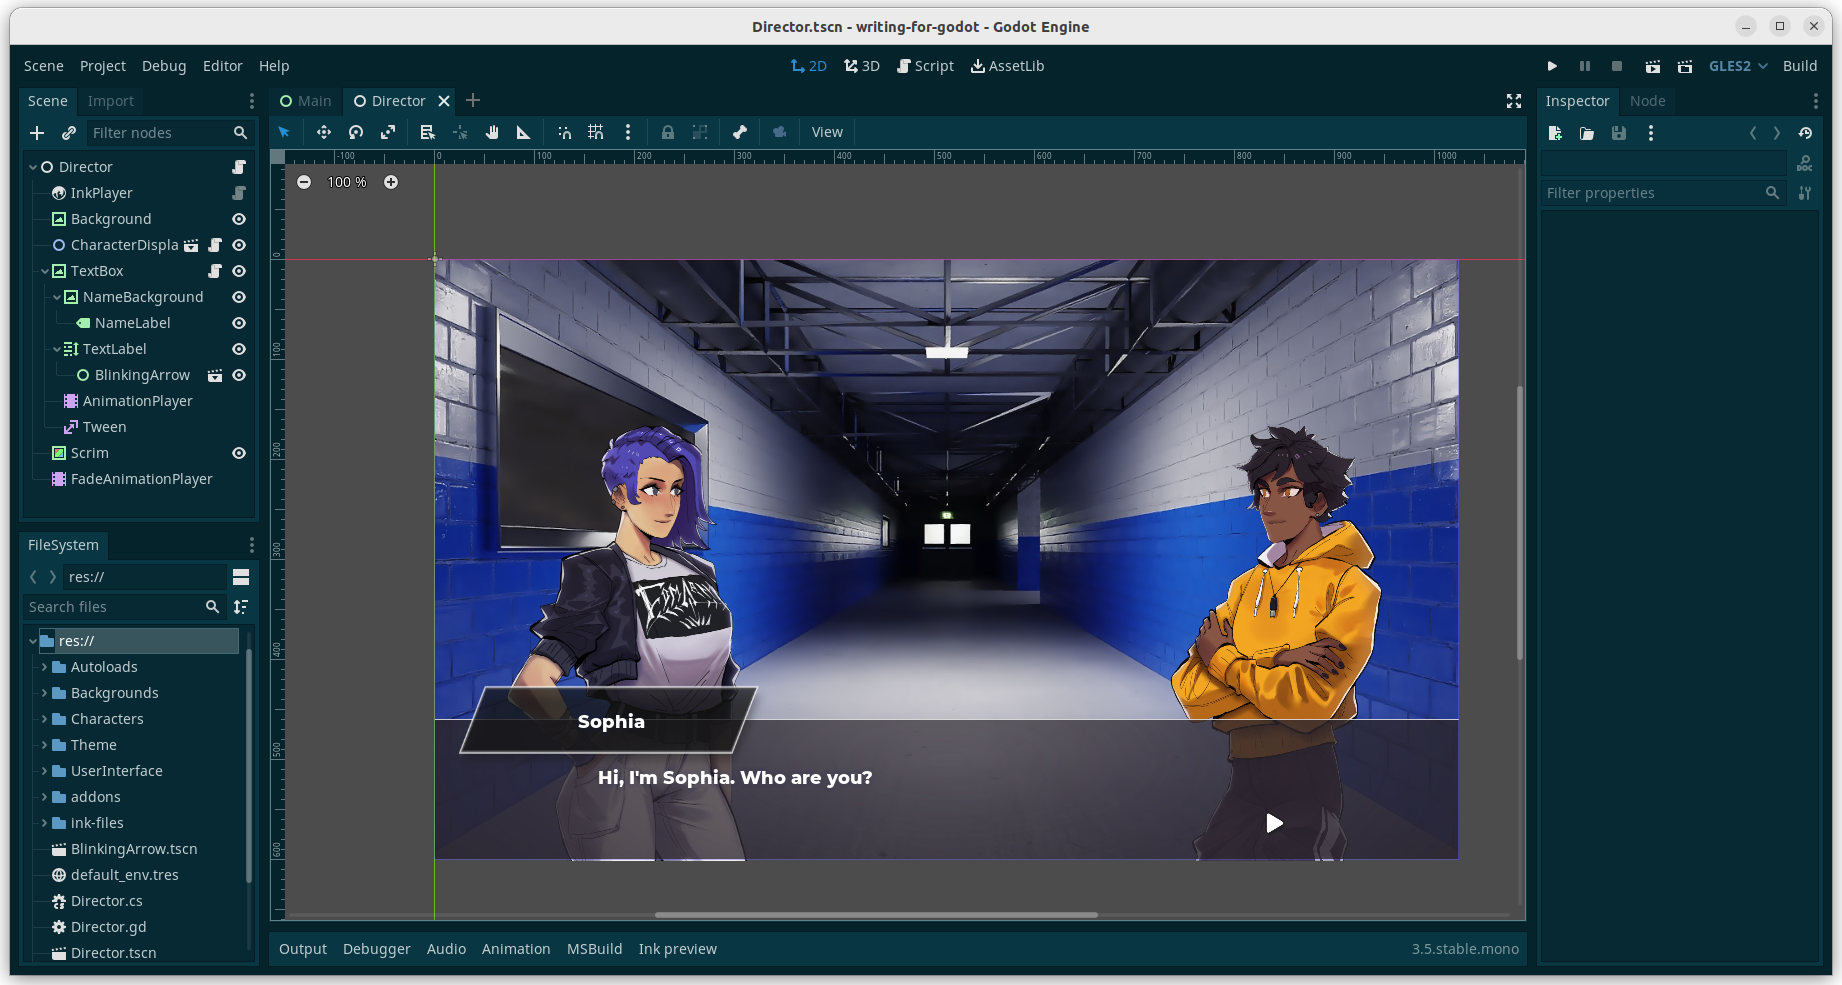 Director.tscn - writing-for-godot - Godot Engine
Scene Project Debug Editor Help
2D 3D Script AssetLib
GLES2 Build
Scene Import
Filter nodes
Director
InkPlayer
Background
CharacterDispla
TextBox
NameBackground
NameLabel
TextLabel
BlinkingArrow
AnimationPlayer
Tween
Scrim
FadeAnimationPlayer
FileSystem
res://
Search files
res://
Autoloads
Backgrounds
Characters
Theme
UserInterface
addons
ink-files
BlinkingArrow.tscn
default_env.tres
Director.cs
Director.gd
Director.tscn
Main Director
View
-100 0 100 200 300 400 500 600 700 800 900 1000
0
100
200
300
400
500
600
100 %
Sophia
Hi, I'm Sophia. Who are you?
Output Debugger Audio Animation MSBuild Ink preview
3.5.stable.mono
Inspector Node
DOC
Filter properties